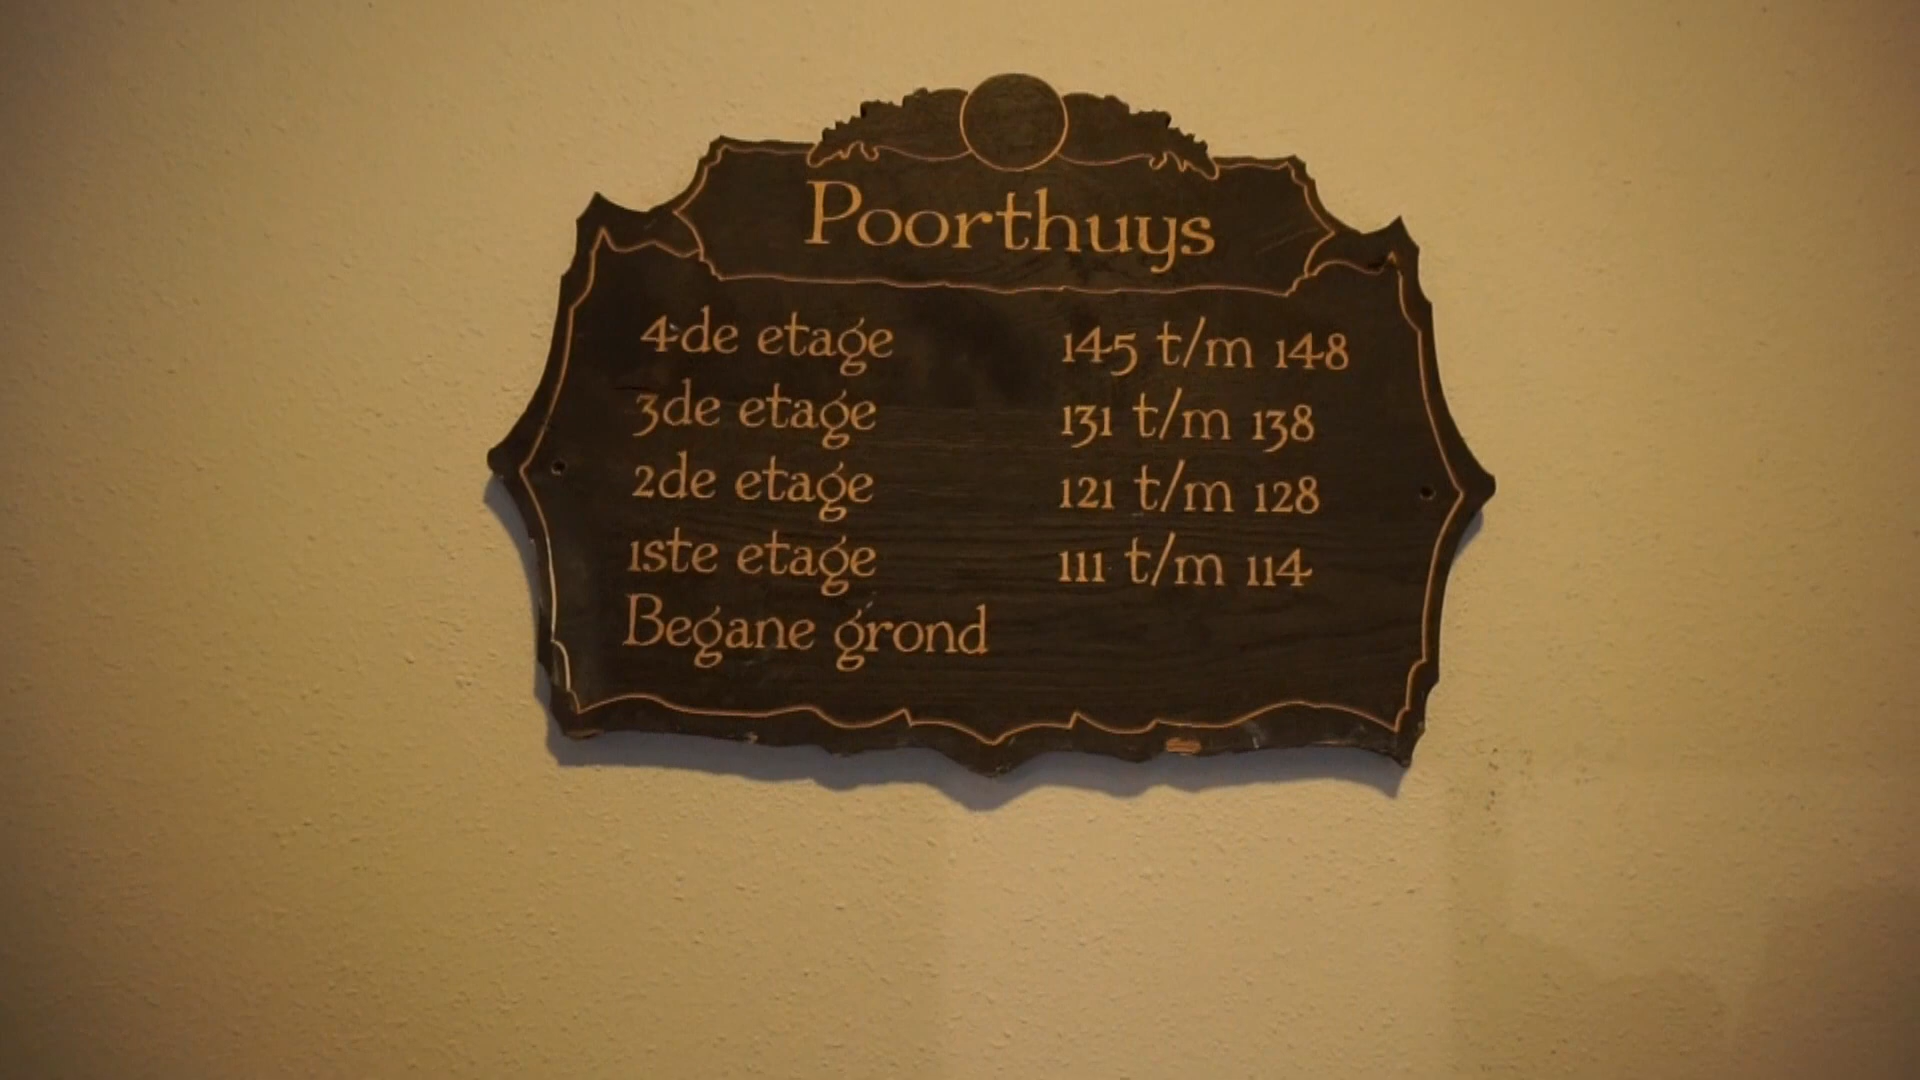 Poorthuys
4de etage 145 t/m 148
3de etage 131 t/m 138
2de etage 121 t/m 128
1ste etage 111 t/m 114
Begane grond